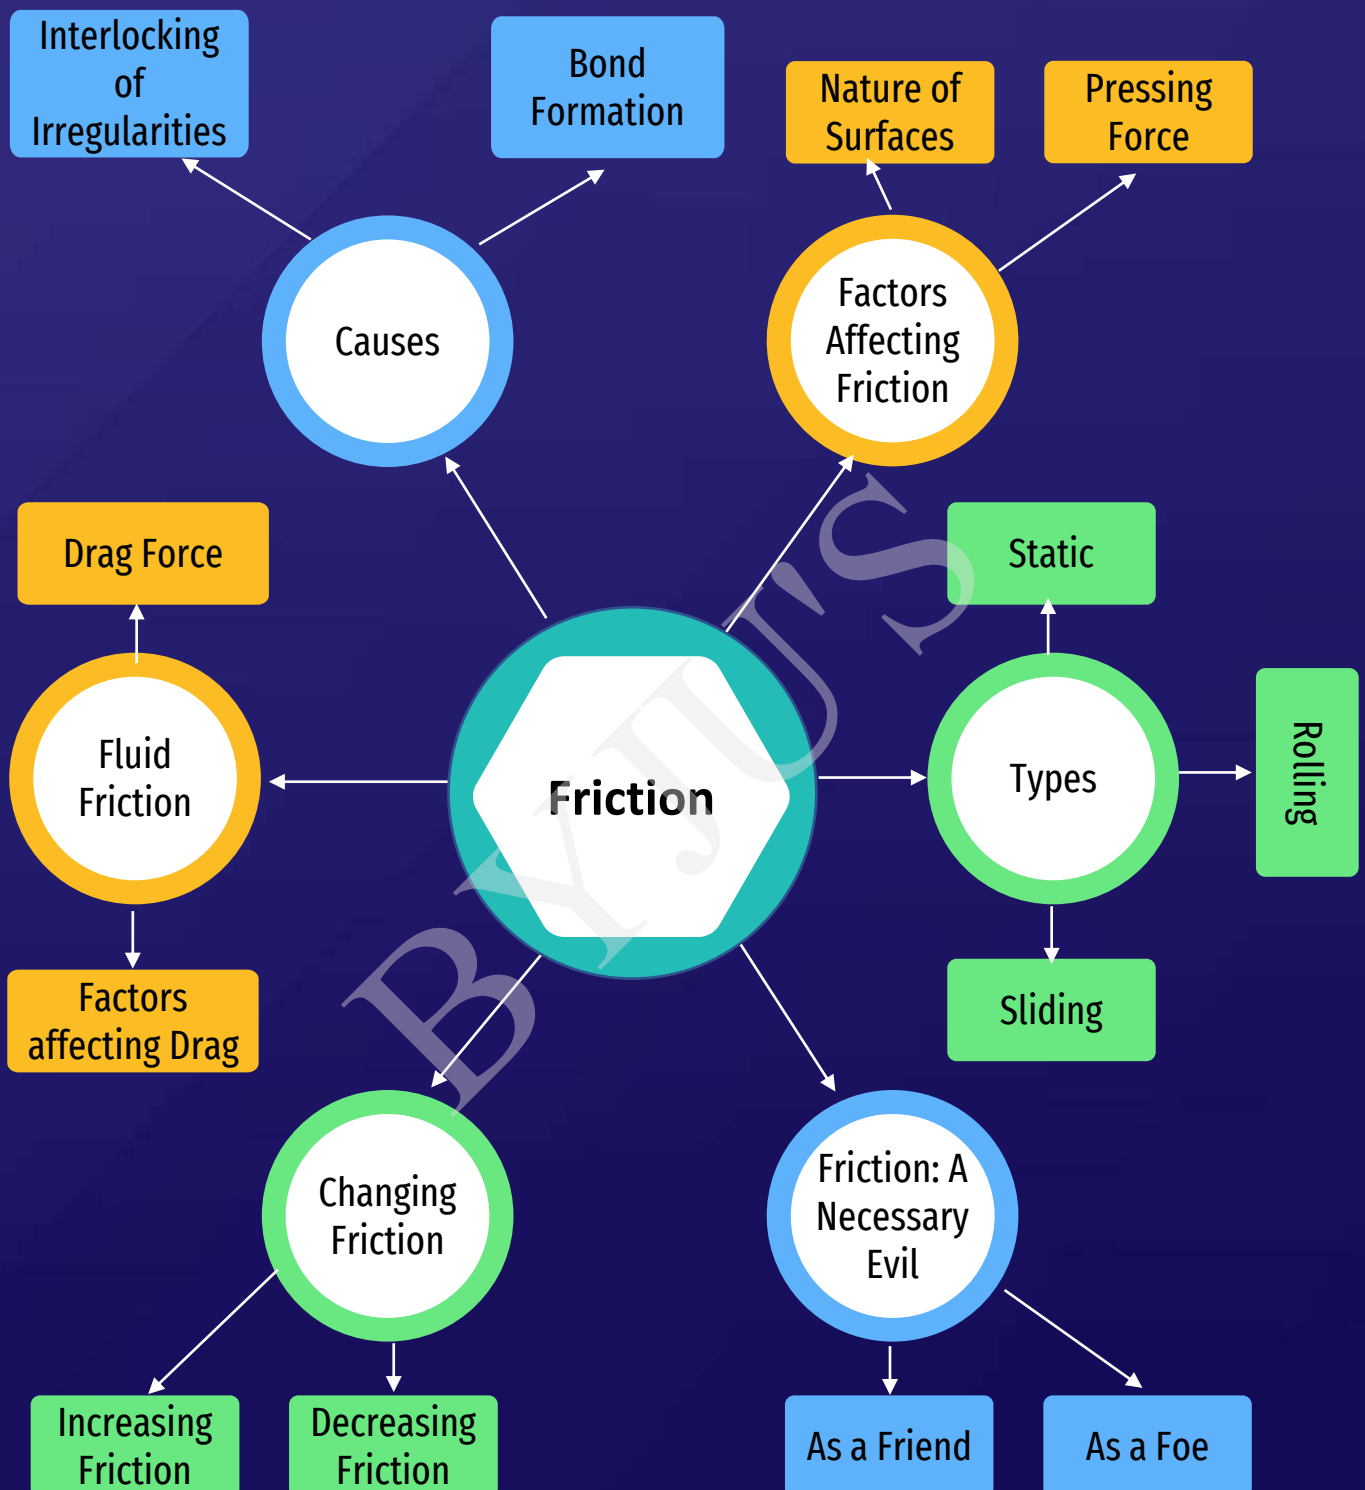 Interlocking
of
Irregularities
Bond
Formation
Nature of
Surfaces
Pressing
Force
Causes
Factors
Affecting
Friction
Drag Force
Static
Fluid
Friction
Friction
Types
Rolling
Factors
affecting Drag
Sliding
Changing
Friction
Friction: A
Necessary
Evil
Increasing
Friction
Decreasing
Friction
As a Friend
As a Foe
BYJU'S